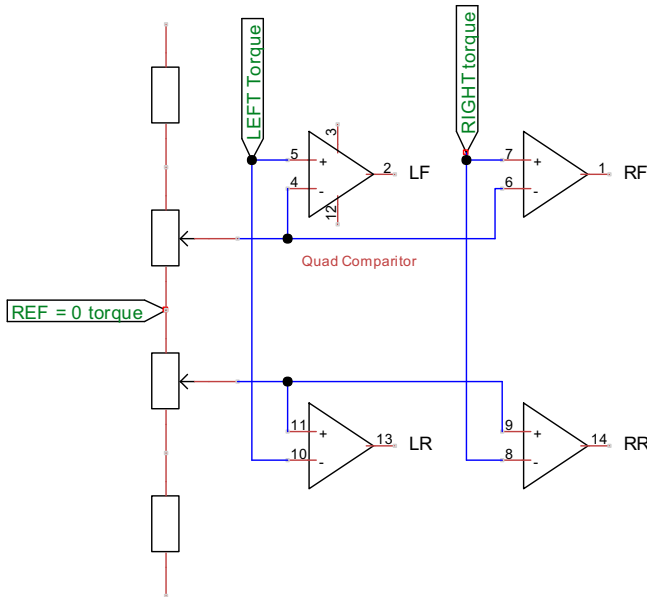 LEFT Torque
RIGHT torque
3
5
+
2
LF
4
-
12
7
+
1
RF
6
-
Quad Comparitor
REF = 0 torque
11
+
13
LR
10
-
9
+
14
RR
8
-